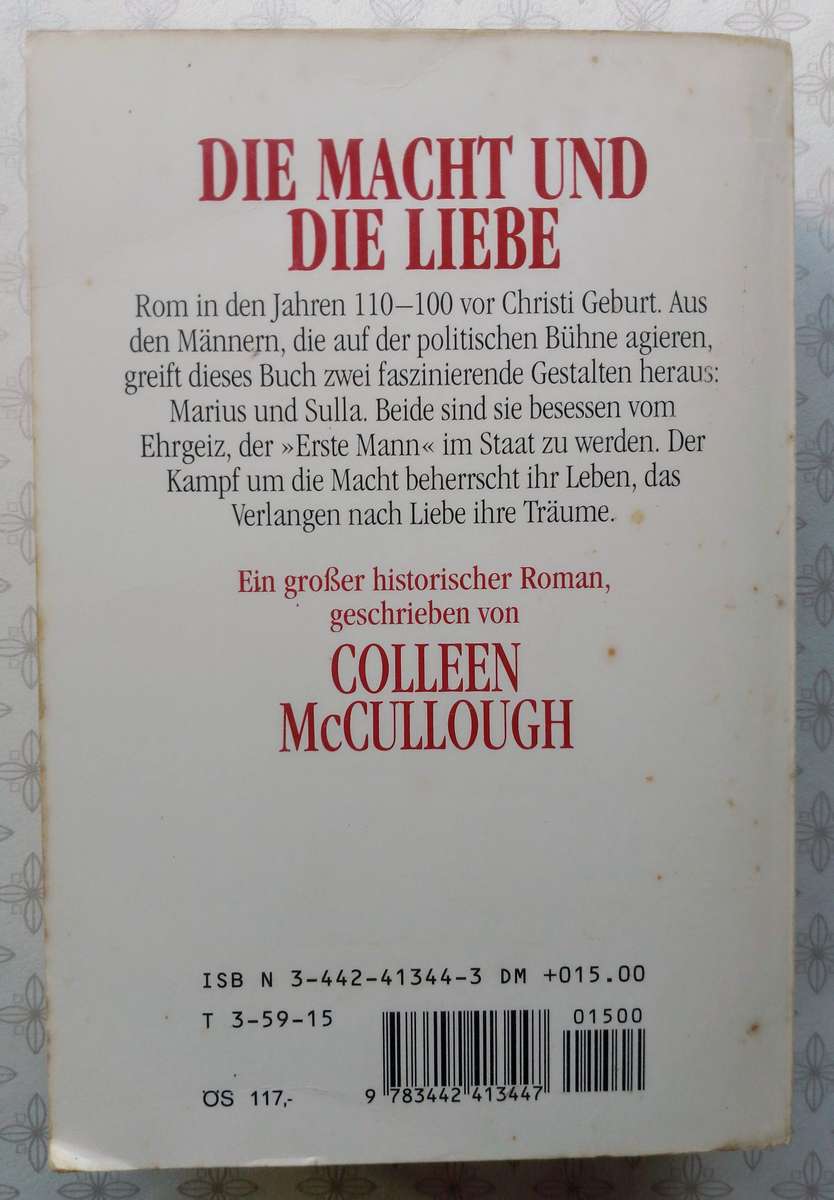 DIE MACHT UND
DIE LIEBE
Rom in den Jahren 110–100 vor Christi Geburt. Aus
den Männern, die auf der politischen Bühne agieren,
greift dieses Buch zwei faszinierende Gestalten heraus:
Marius und Sulla. Beide sind sie besessen vom
Ehrgeiz, der »Erste Mann« im Staat zu werden. Der
Kampf um die Macht beherrscht ihr Leben, das
Verlangen nach Liebe ihre Träume.
Ein großer historischer Roman,
geschrieben von
COLLEEN
McCULLOUGH
ISB N 3-442-41344-3 DM +015.00
T 3-59-15
01500
ÖS 117,-
9 783442 413447